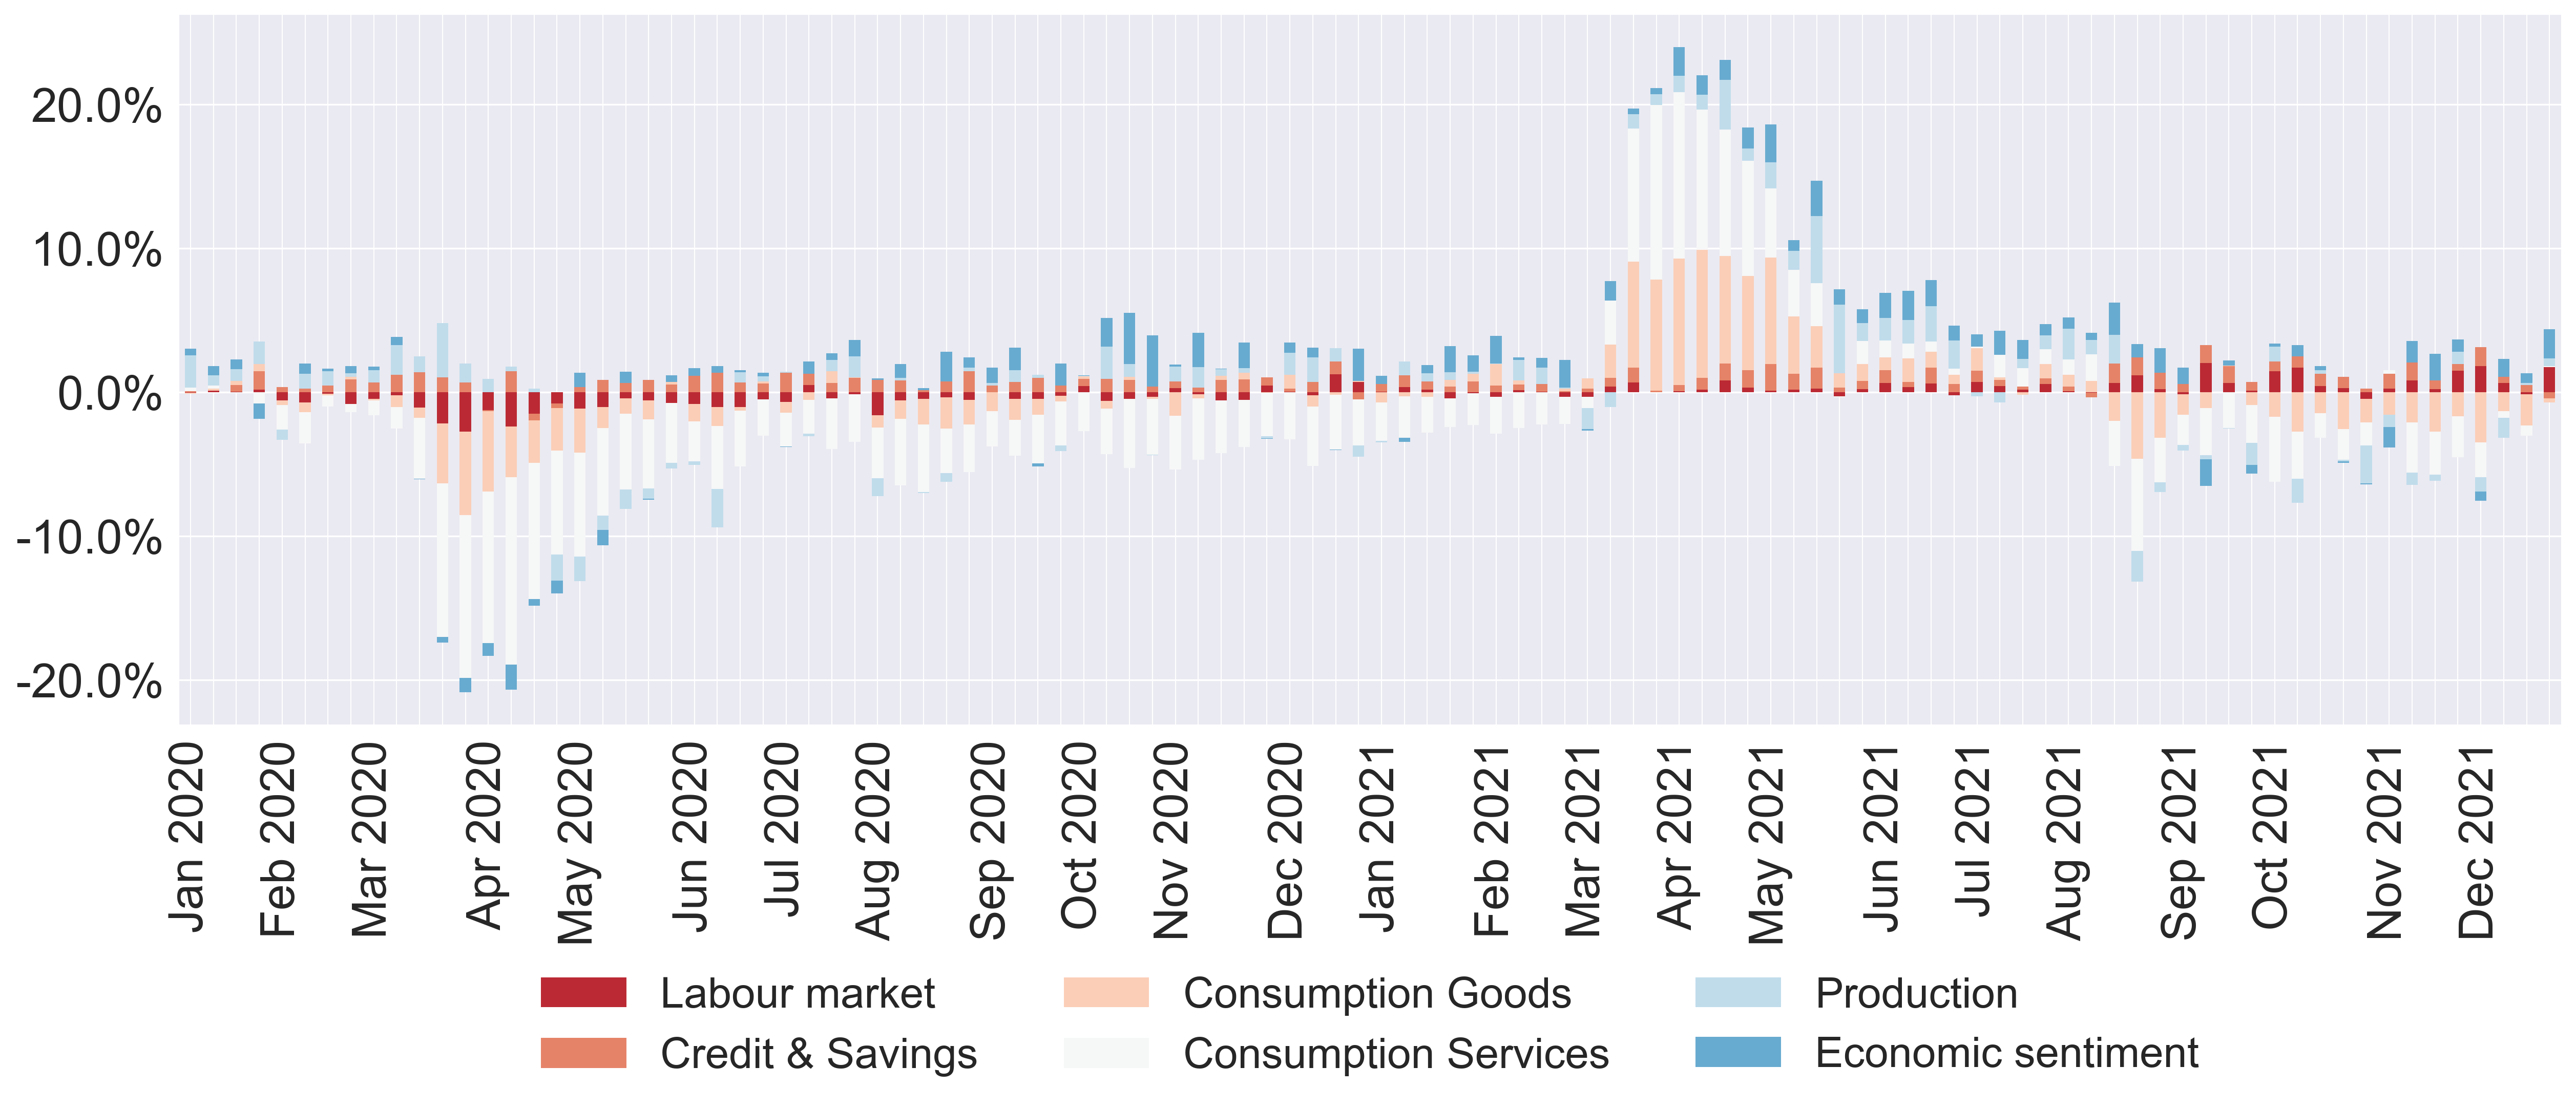 20.0%
10.0%
0.0%
-10.0%
-20.0%
Jan 2020
Feb 2020
Mar 2020
Apr 2020
May 2020
Jun 2020
Jul 2020
Aug 2020
Sep 2020
Oct 2020
Nov 2020
Dec 2020
Jan 2021
Feb 2021
Mar 2021
Apr 2021
May 2021
Jun 2021
Jul 2021
Aug 2021
Sep 2021
Oct 2021
Nov 2021
Dec 2021
Labour market
Consumption Goods
Production
Credit & Savings
Consumption Services
Economic sentiment